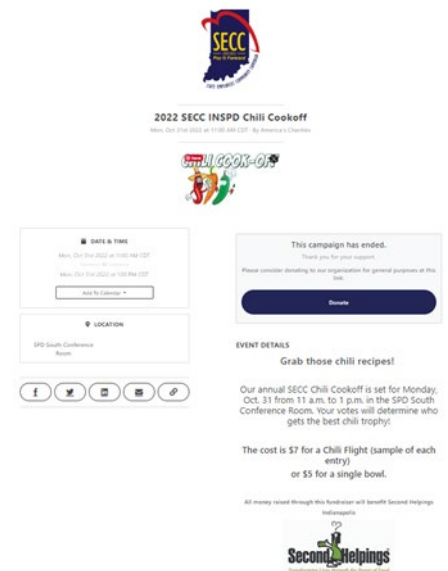 SECC
Pay It Forward
STATE EMPLOYEES' COMMUNITY CAMPAIGN
2022 SECC INSPD Chili Cookoff
Mon, Oct 31st 2022 at 11:00 AM CDT · By America's Charities
CHILI COOK-OFF
DATE & TIME
Mon, Oct 31st 2022 at 11:00 AM CDT
Mon, Oct 31st 2022 at 1:00 PM CDT
Add To Calendar
LOCATION
SPD South Conference
Room
This campaign has ended.
Thank you for your support.
Please consider donating to our organization for general purposes at this
link.
Donate
EVENT DETAILS
Grab those chili recipes!
Our annual SECC Chili Cookoff is set for Monday,
Oct. 31 from 11 a.m. to 1 p.m. in the SPD South
Conference Room. Your votes will determine who
gets the best chili trophy!
The cost is $7 for a Chili Flight (sample of each
entry)
or $5 for a single bowl.
All money raised through this fundraiser will benefit Second Helpings
Indianapolis
Second Helpings